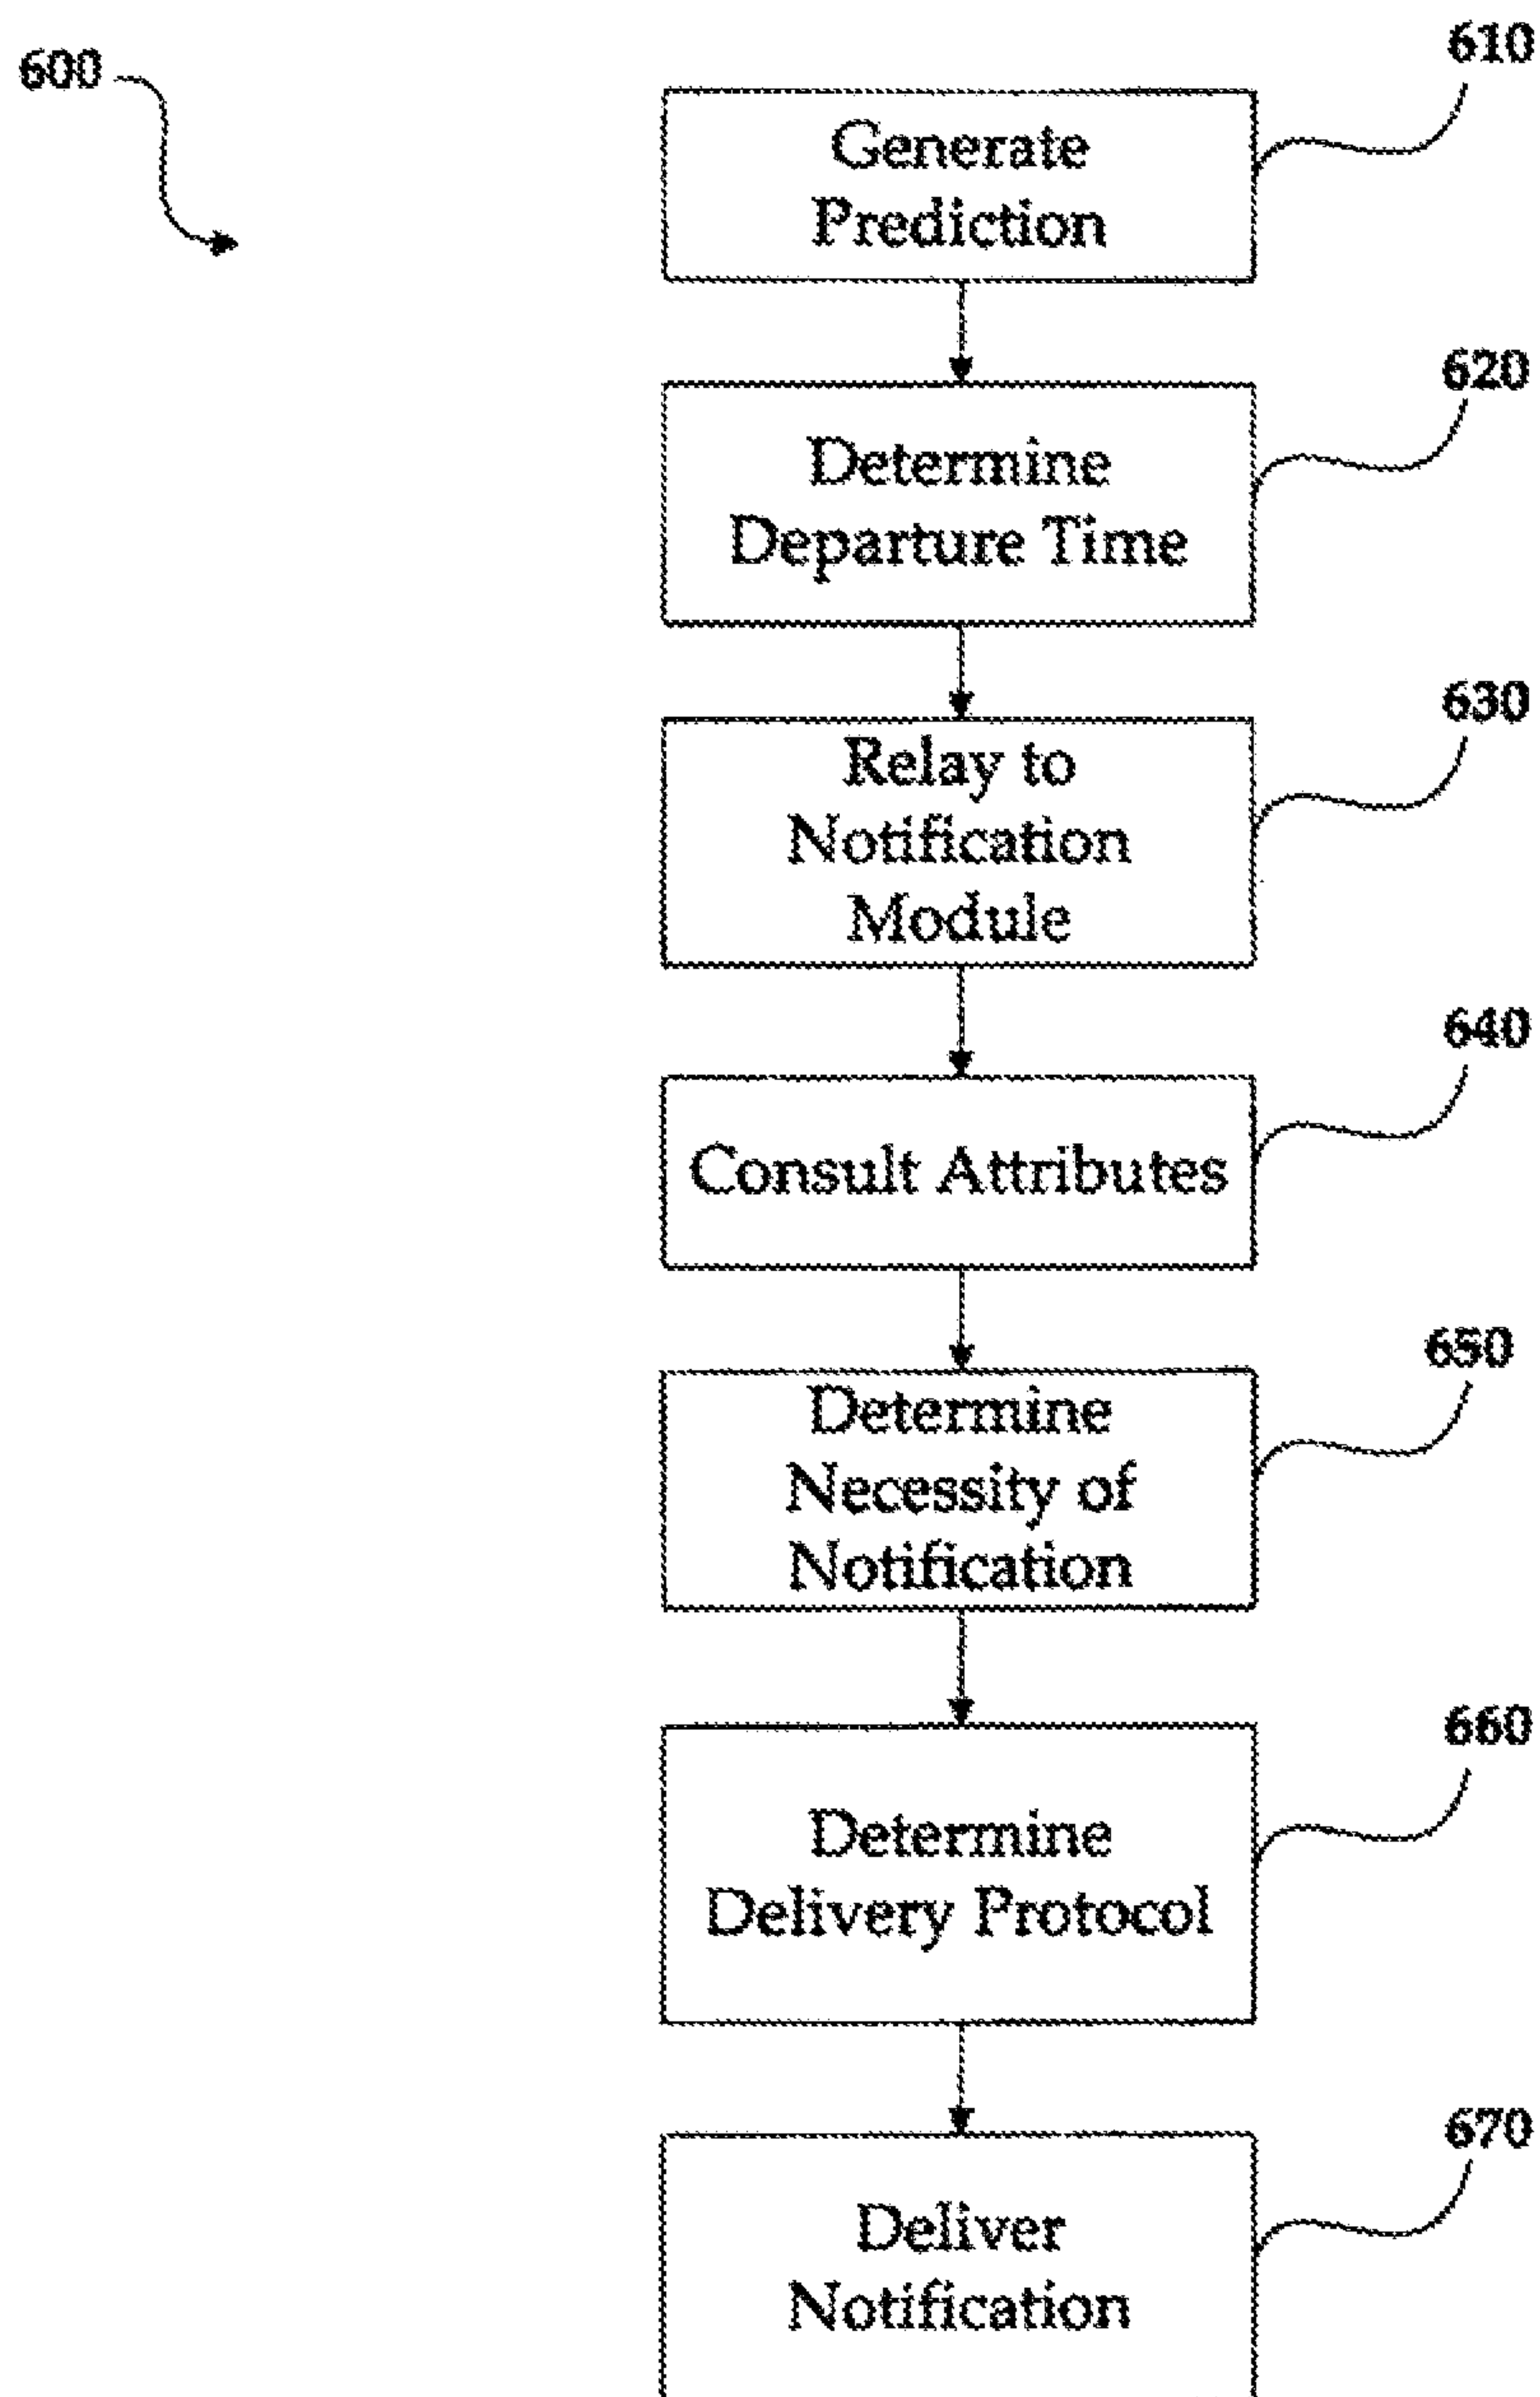 600
610
Generate
Prediction
620
Determine
Departure Time
630
Relay to
Notification
Module
640
Consult Attributes
650
Determine
Necessity of
Notification
660
Determine
Delivery Protocol
670
Deliver
Notification